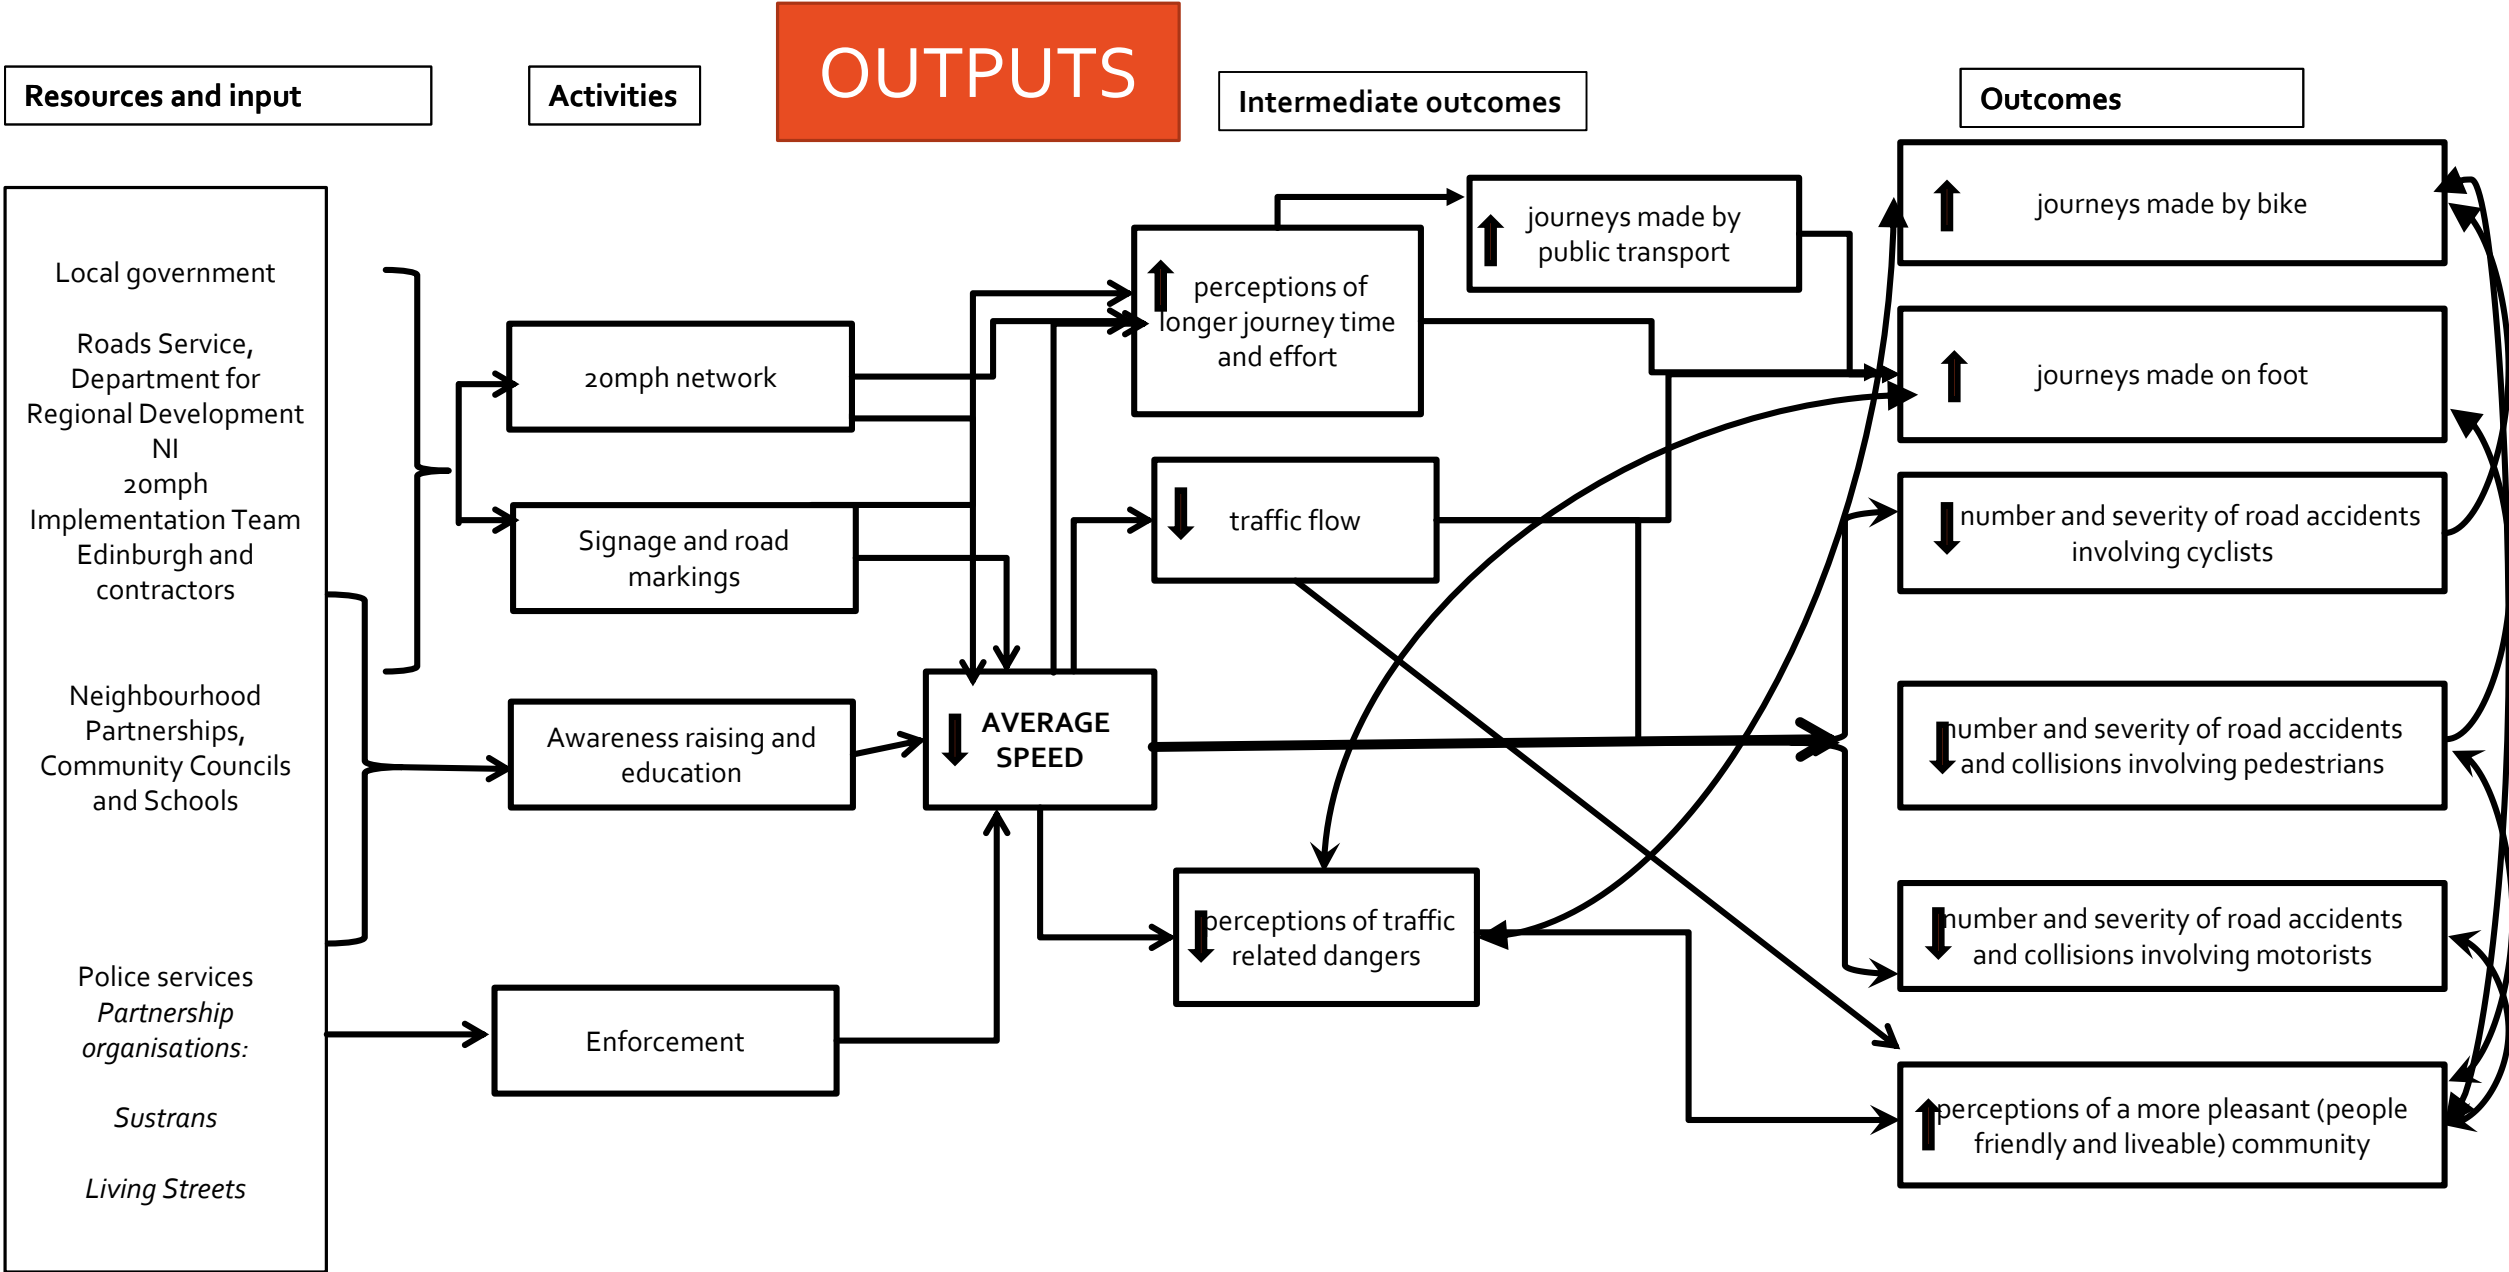 OUTPUTS
Resources and input
Activities
Intermediate outcomes
Outcomes
Local government
Roads Service,
Department for
Regional Development
NI
20mph
Implementation Team
Edinburgh and
contractors
Neighbourhood
Partnerships,
Community Councils
and Schools
Police services
Partnership
organisations:
Sustrans
Living Streets
20mph network
Signage and road
markings
Awareness raising and
education
Enforcement
AVERAGE
SPEED
perceptions of
longer journey time
and effort
journeys made by
public transport
traffic flow
perceptions of traffic
related dangers
journeys made by bike
journeys made on foot
number and severity of road accidents
involving cyclists
number and severity of road accidents
and collisions involving pedestrians
number and severity of road accidents
and collisions involving motorists
perceptions of a more pleasant (people
friendly and liveable) community